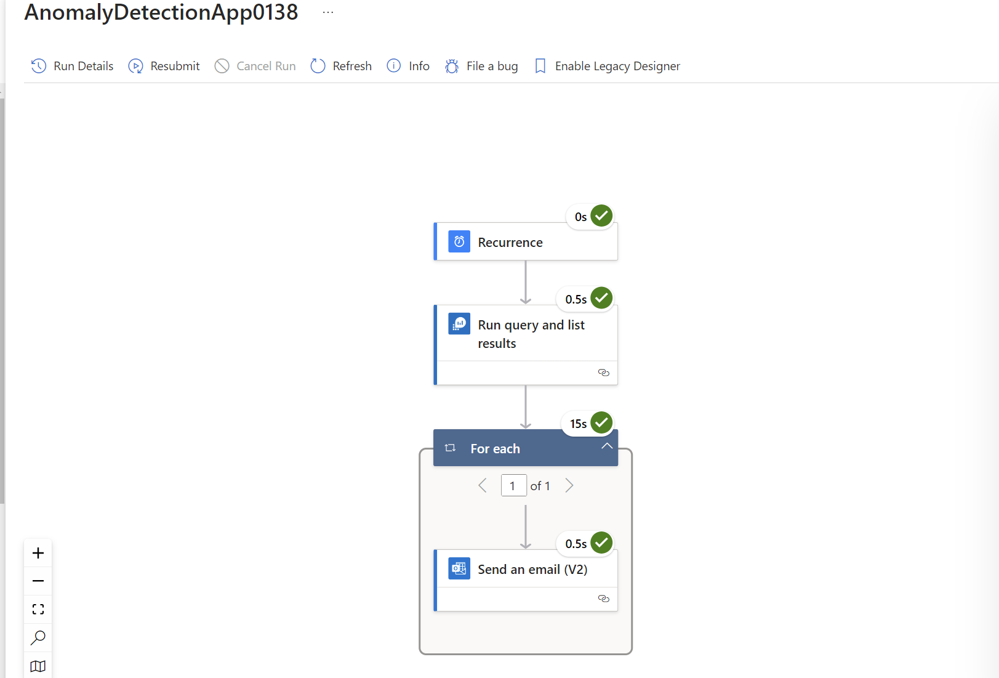 AnomalyDetectionApp0138 ...
Run Details Resubmit Cancel Run Refresh Info File a bug Enable Legacy Designer
0s
Recurrence
0.5s
Run query and list
results
15s
For each
1 of 1
0.5s
Send an email (V2)